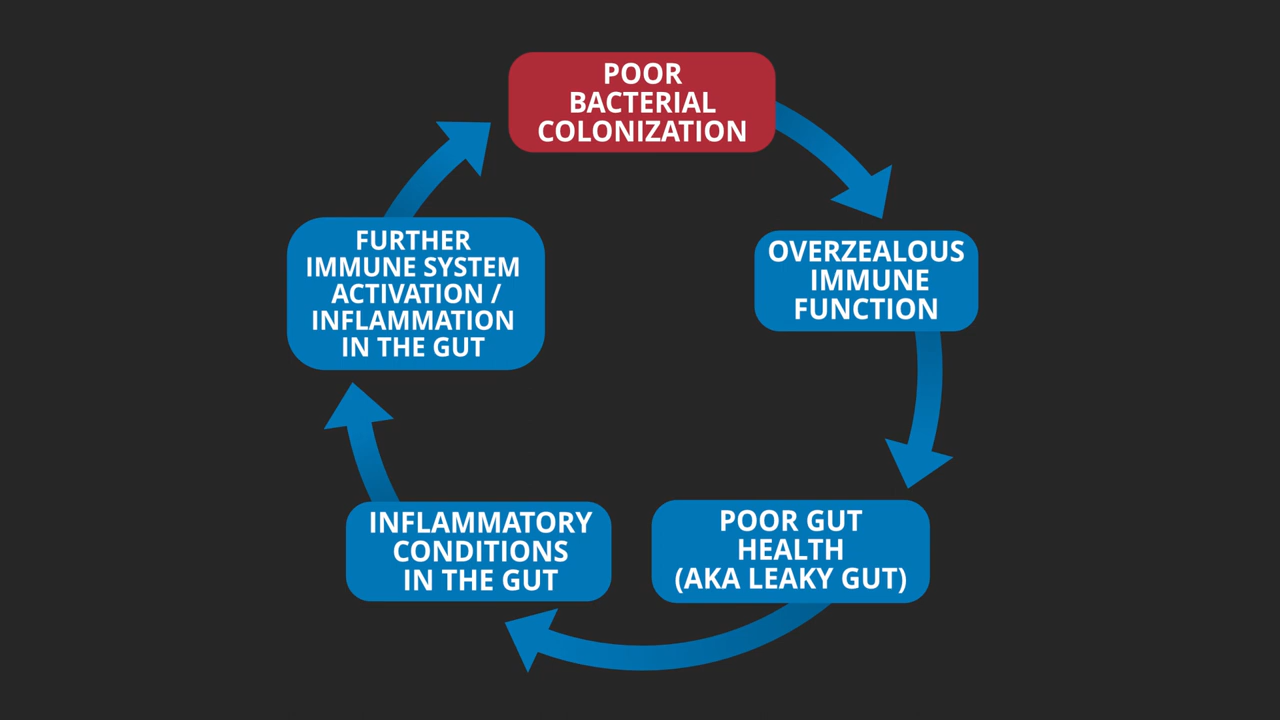 POOR
BACTERIAL
COLONIZATION
OVERZEALOUS
IMMUNE
FUNCTION
POOR GUT
HEALTH
(AKA LEAKY GUT)
INFLAMMATORY
CONDITIONS
IN THE GUT
FURTHER
IMMUNE SYSTEM
ACTIVATION /
INFLAMMATION
IN THE GUT